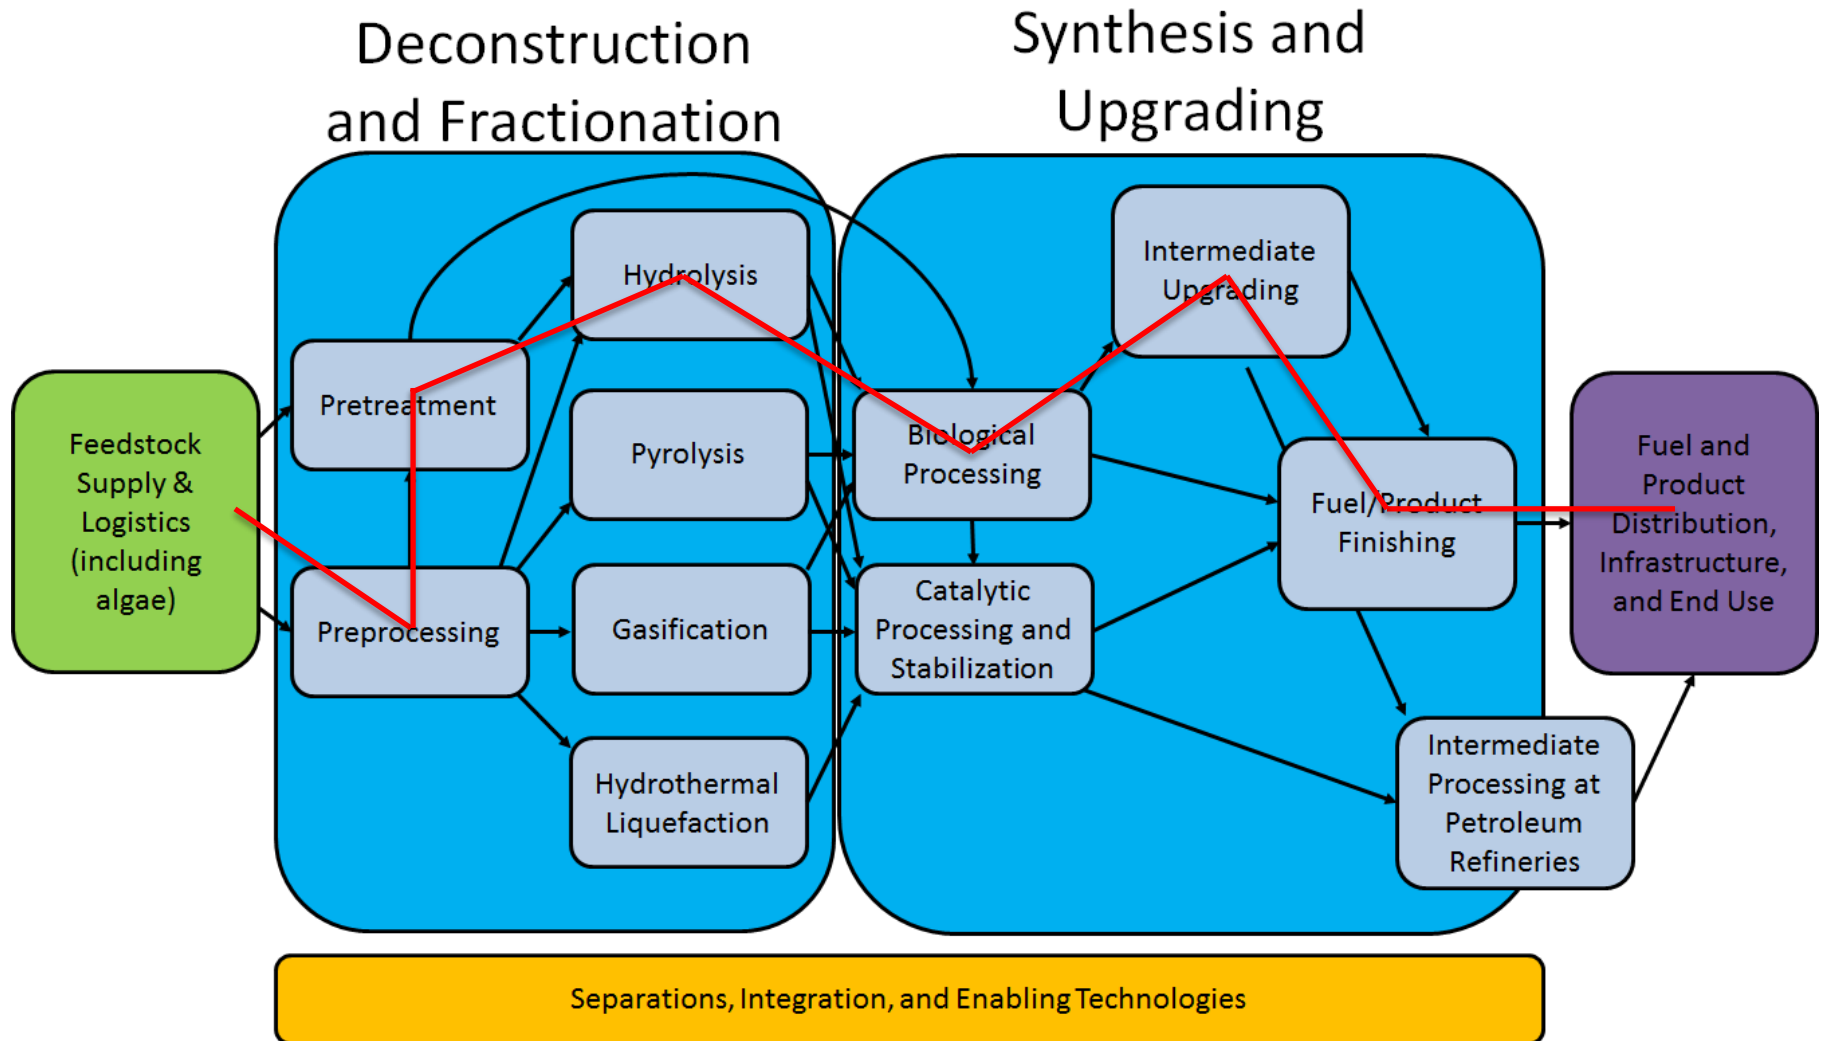 Deconstruction
and Fractionation
Synthesis and
Upgrading
Feedstock
Supply &
Logistics
(including
algae)
Pretreatment
Preprocessing
Hydrolysis
Pyrolysis
Gasification
Hydrothermal
Liquefaction
Biological
Processing
Catalytic
Processing and
Stabilization
Intermediate
Upgrading
Fuel/Product
Finishing
Intermediate
Processing at
Petroleum
Refineries
Fuel and
Product
Distribution,
Infrastructure,
and End Use
Separations, Integration, and Enabling Technologies